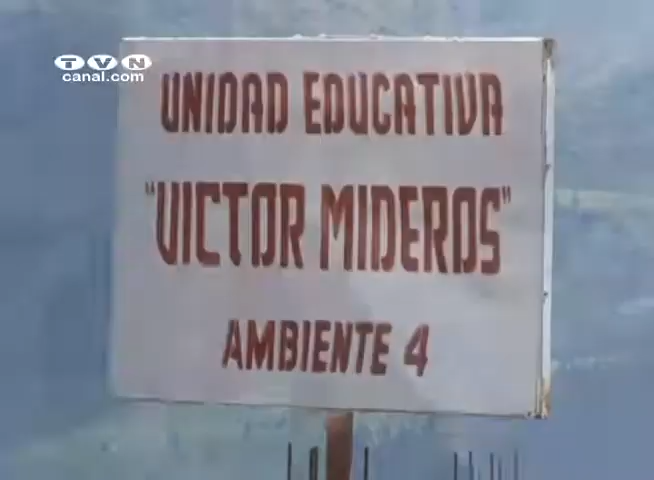 TVN
canal.com
UNIDAD EDUCATIVA
"VICTOR MIDEROS"
AMBIENTE 4